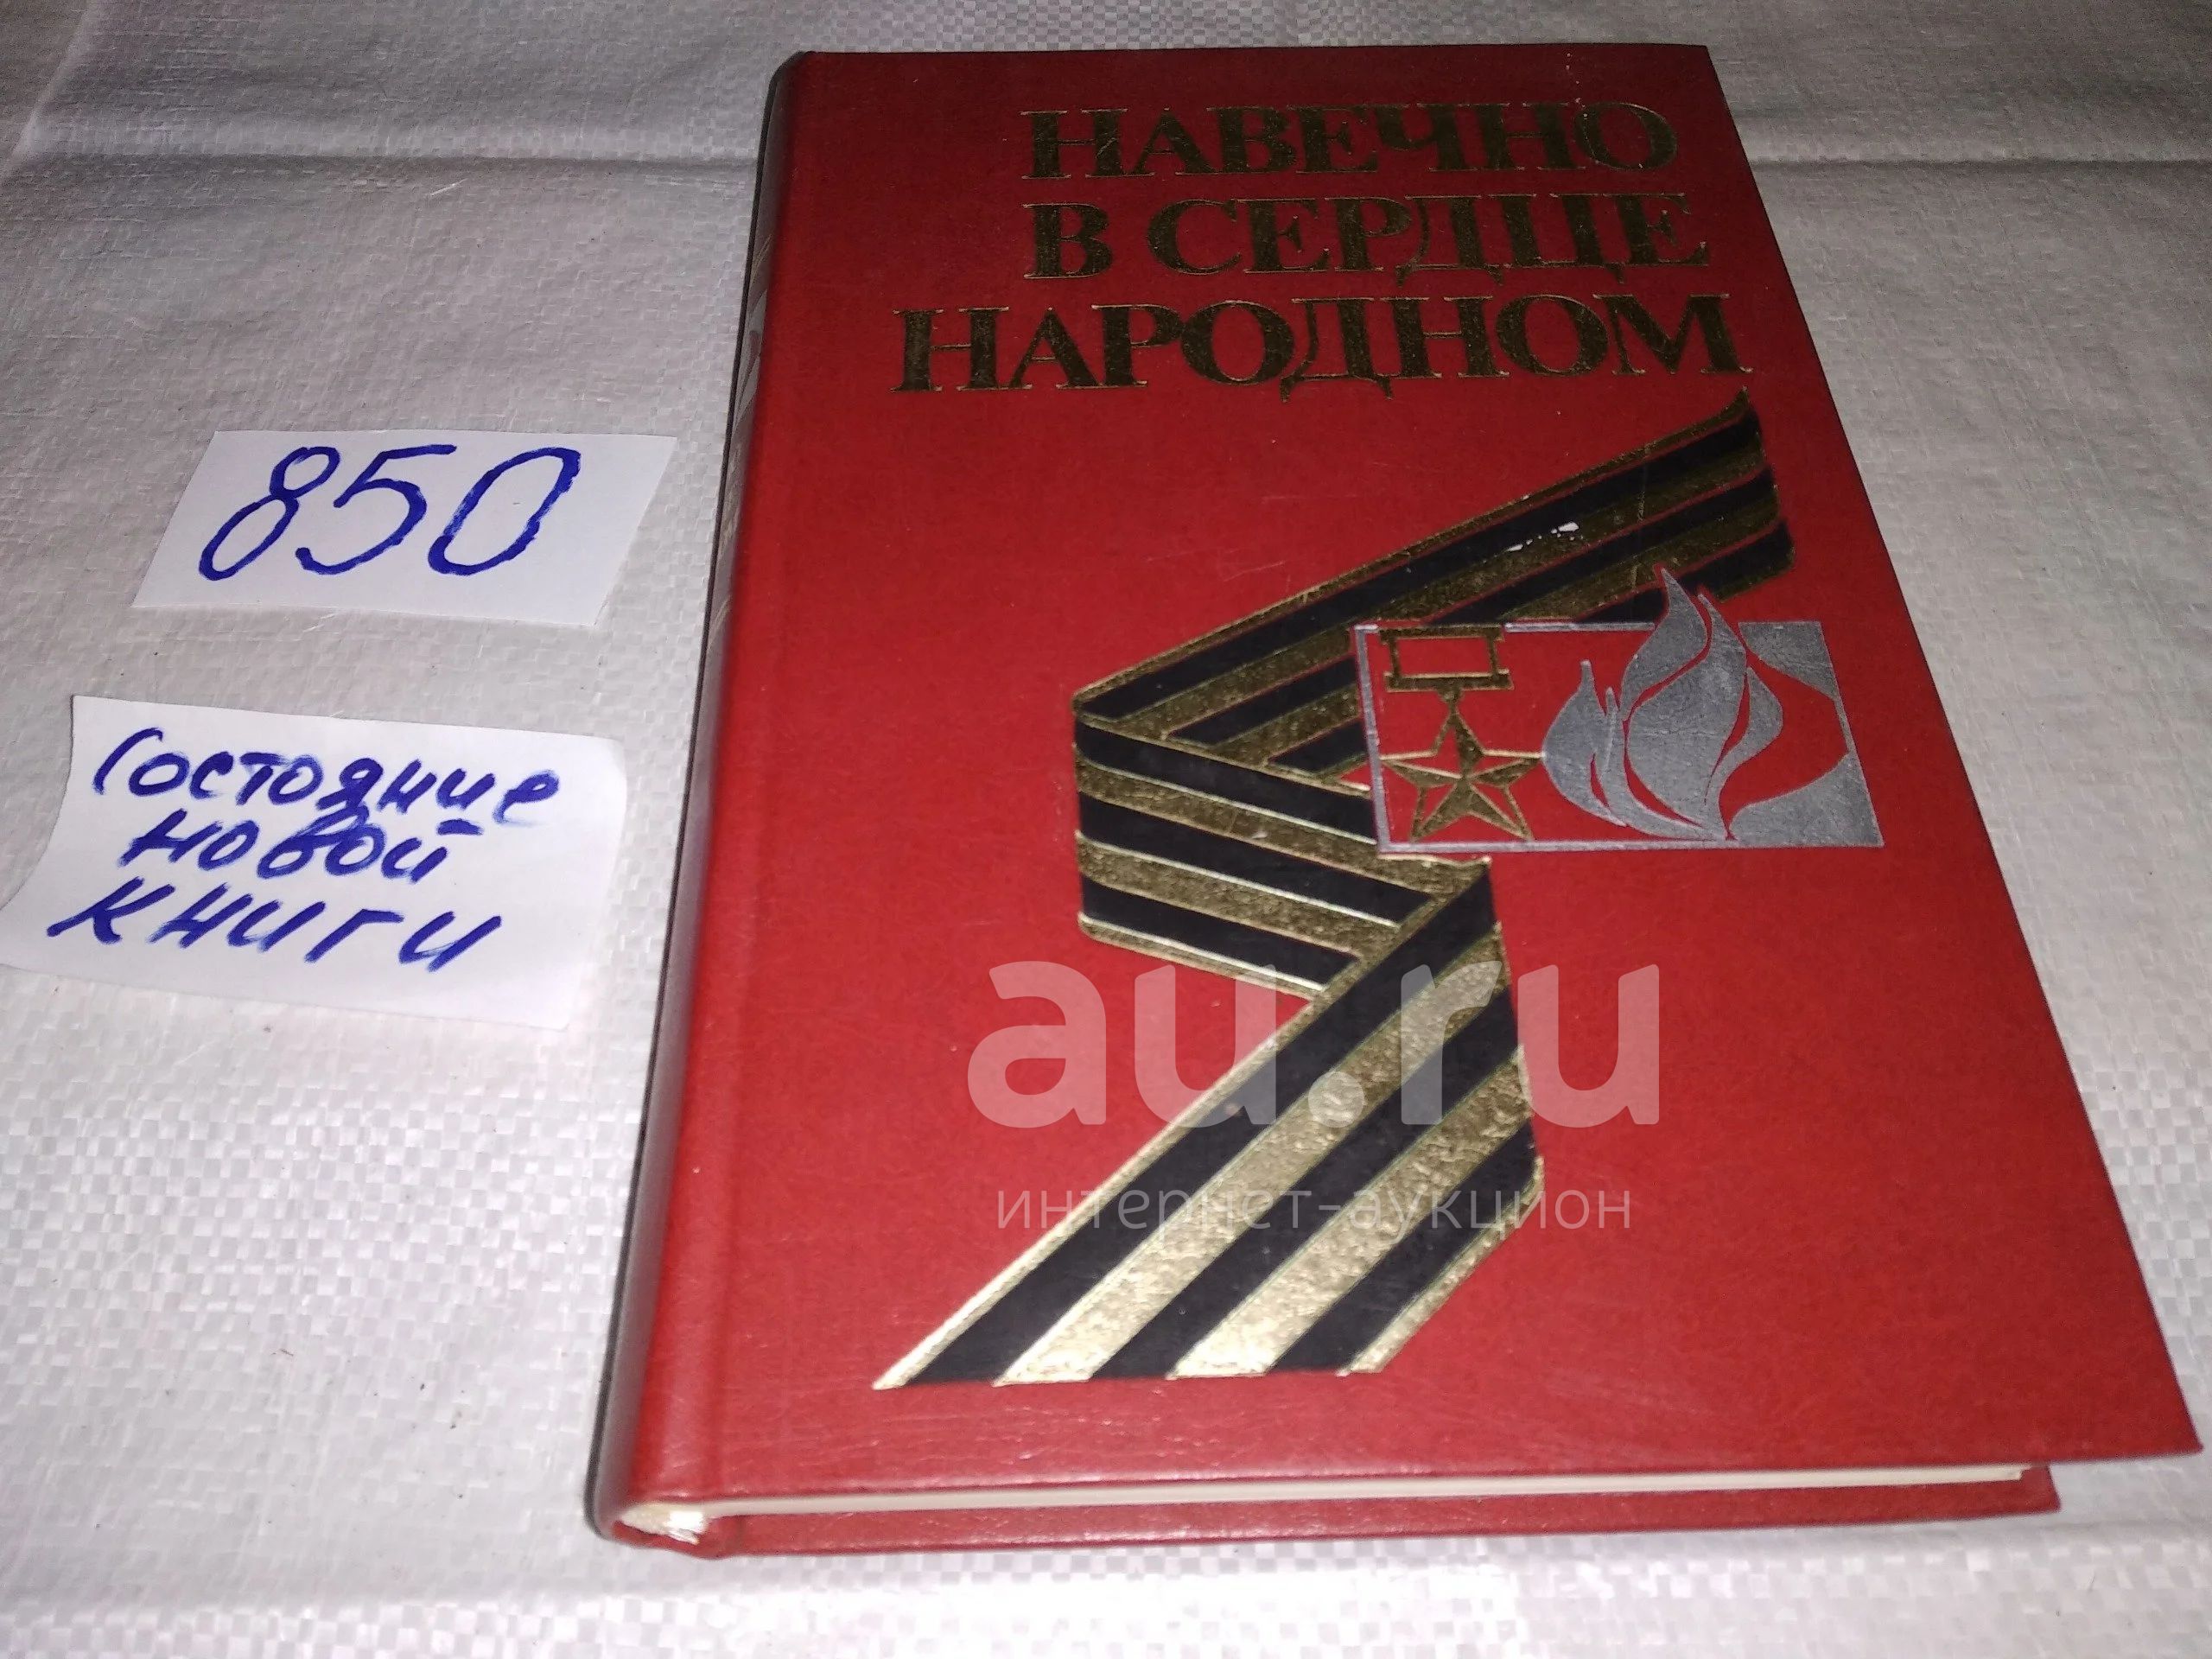 НАВЕЧНО
В СЕРДЦЕ
НАРОДНОМ
850
Состояние
новой
книги
au.ru
интернет-аукцион